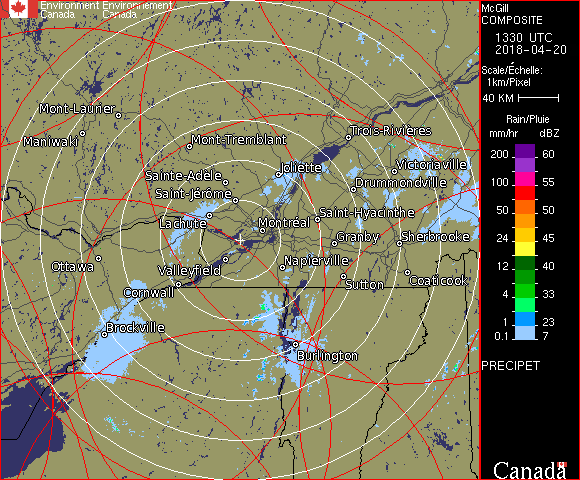 Environment Environnement
Canada Canada
McGill
COMPOSITE
1330 UTC
2018-04-20
Scale/Échelle:
1km/Pixel
40 KM
Rain/Pluie
mm/hr dBZ
200 60
100 55
50 50
24 45
12 40
4 33
1 23
0.1 7
PRECIPET
Canada
Mont-Laurier
Maniwaki
Mont-Tremblant
Trois-Rivières
Sainte-Adèle
Joliette
Victoriaville
Saint-Jérôme
Drummondville
Lachute
Montréal
Saint-Hyacinthe
Granby
Sherbrooke
Ottawa
Valleyfield
Napierville
Sutton
Coaticook
Cornwall
Brockville
Burlington